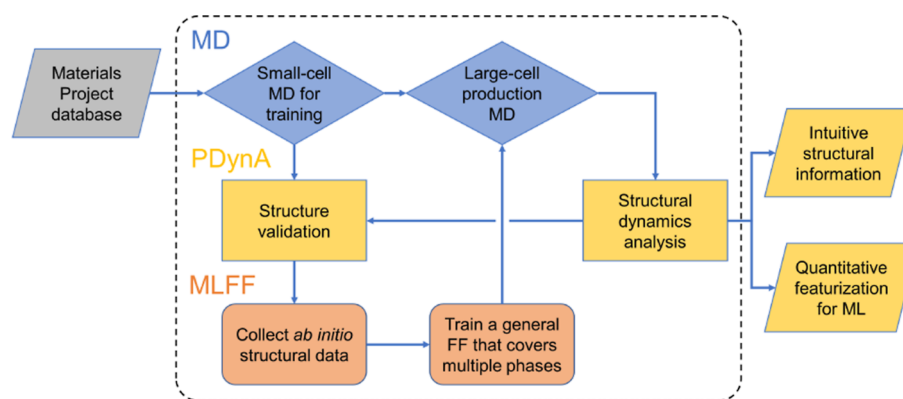 MD
Materials
Project
database
Small-cell
MD for
training
Large-cell
production
MD
PDynA
Structure
validation
Structural
dynamics
analysis
Intuitive
structural
information
Quantitative
featurization
for ML
MLFF
Collect ab initio
structural data
Train a general
FF that covers
multiple phases